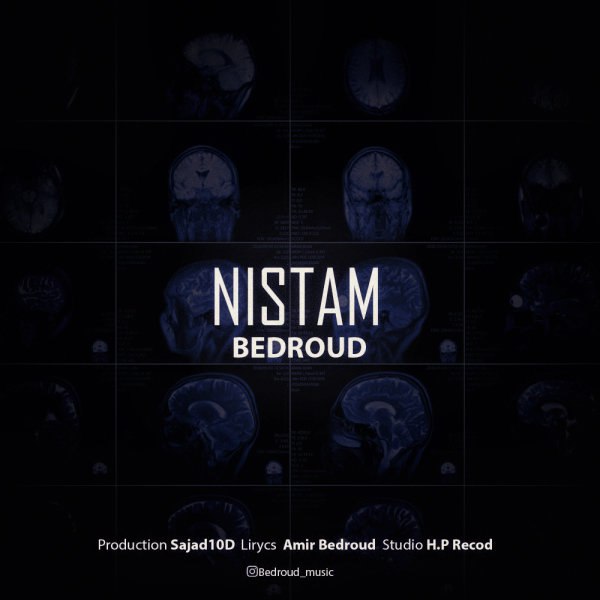 NISTAM
BEDROUD
Production Sajad10D Lirycs Amir Bedroud Studio H.P Recod
Bedroud_music